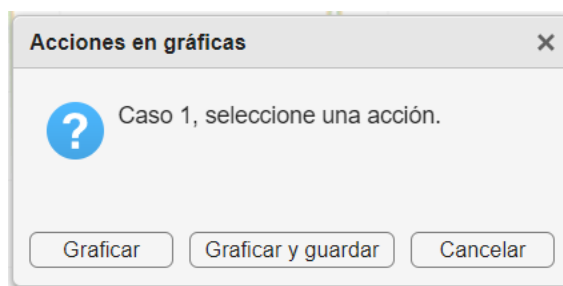 Acciones en gráficas
Caso 1, seleccione una acción.
Graficar
Graficar y guardar
Cancelar